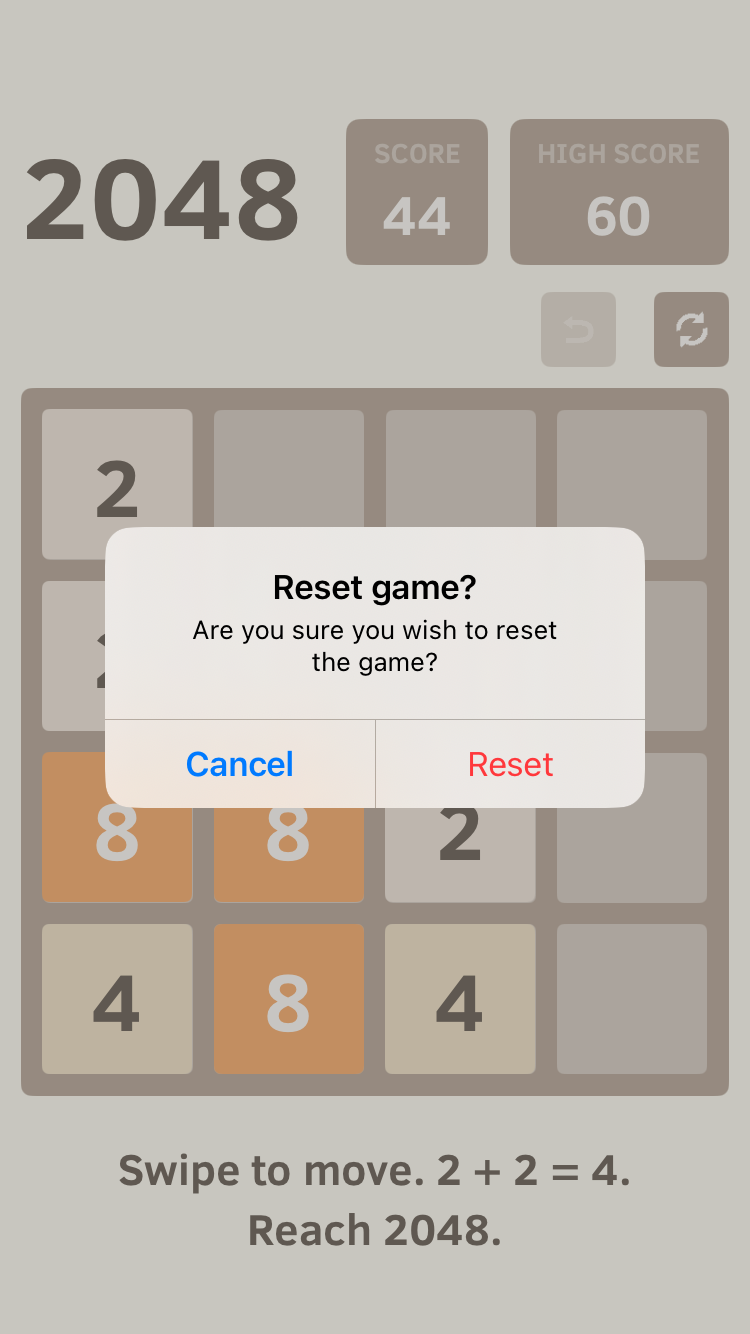 2048
SCORE
44
HIGH SCORE
60
2
Reset game?
Are you sure you wish to reset
the game?
Cancel
Reset
8 8 2
4 8 4
Swipe to move. 2 + 2 = 4.
Reach 2048.